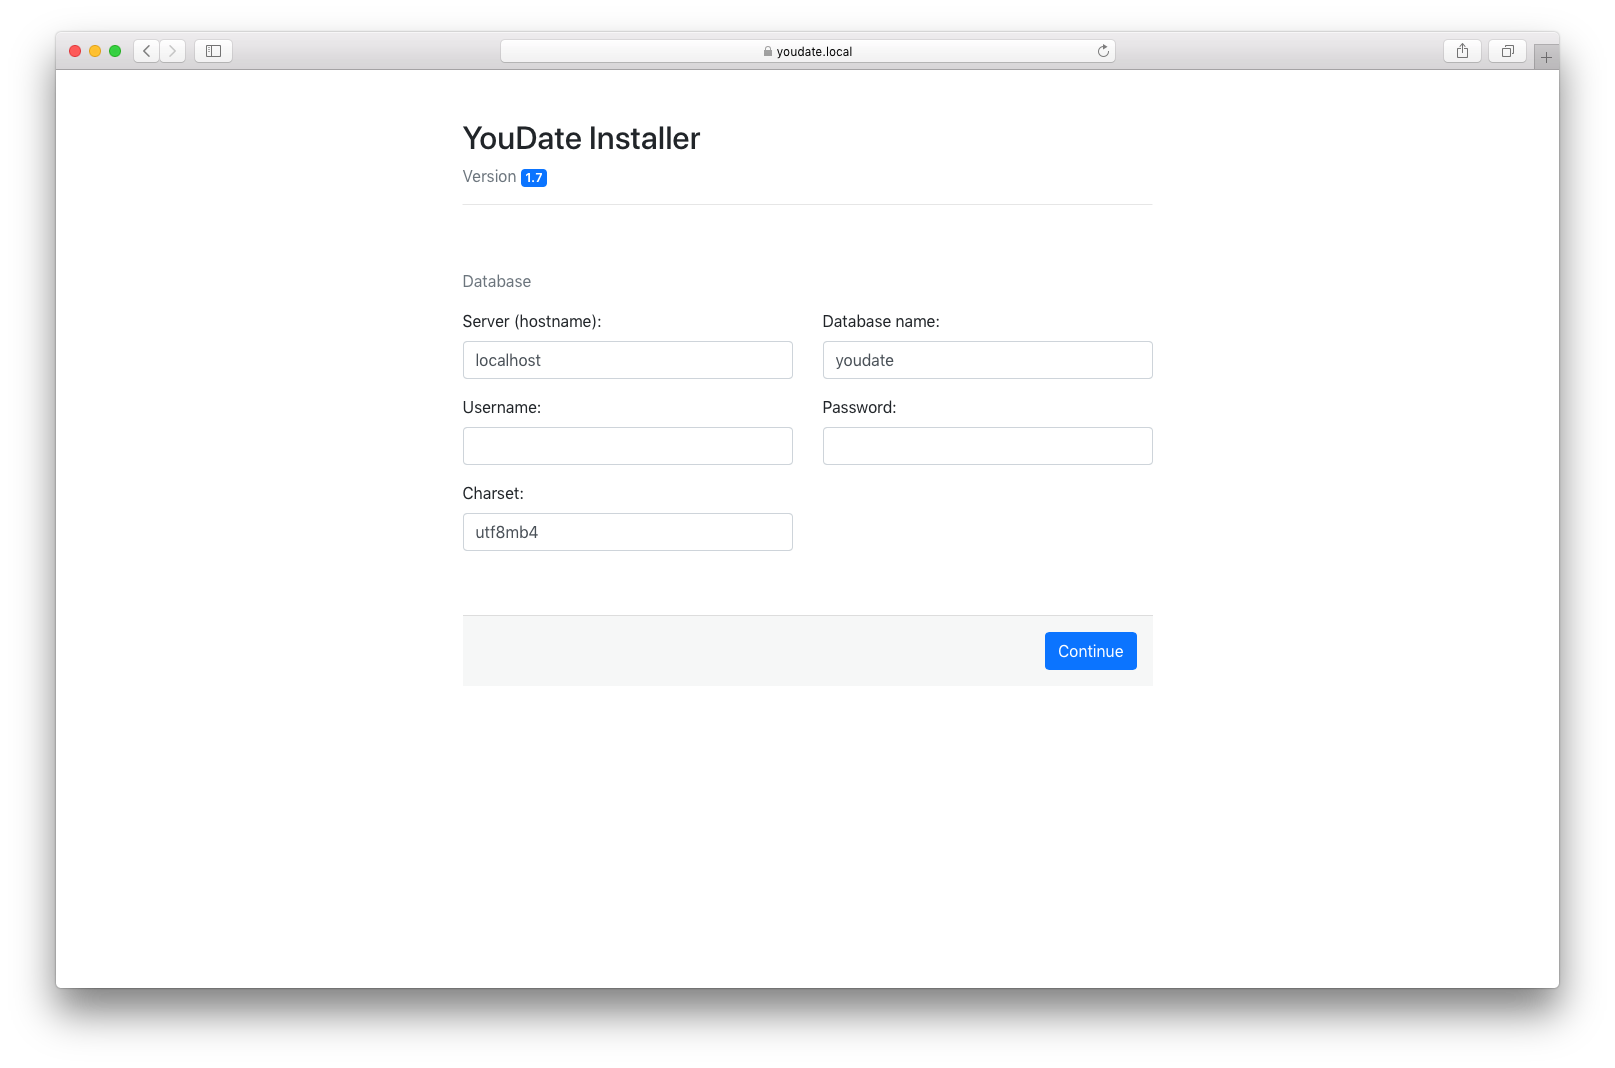 youdate.local
YouDate Installer
Version 1.7
Database
Server (hostname): Database name:
localhost youdate
Username: Password:
Charset:
utf8mb4
Continue